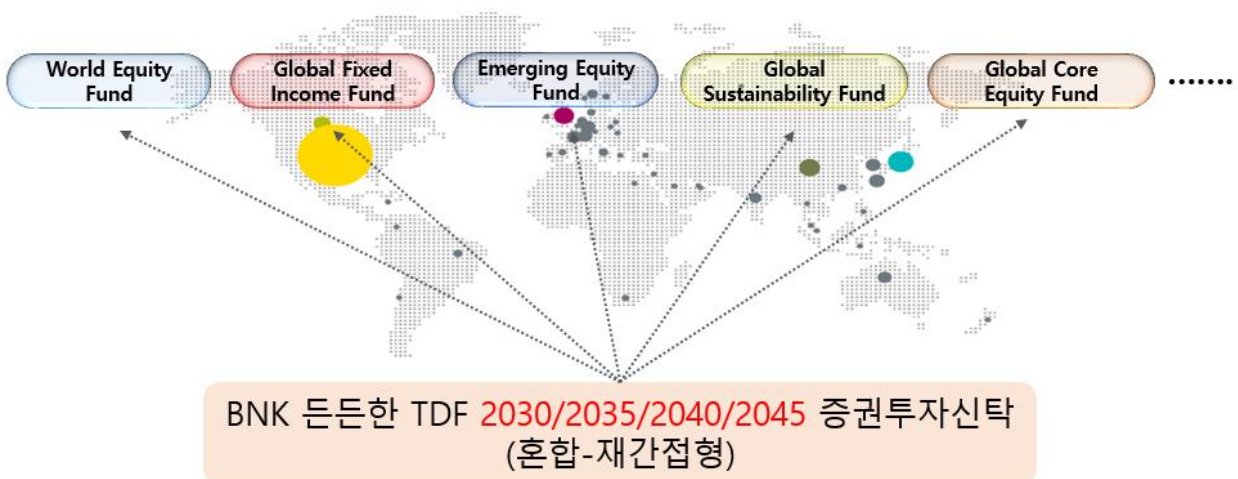 World Equity
Fund
Global Fixed
Income Fund
Emerging Equity
Fund
Global
Sustainability Fund
Global Core
Equity Fund
·······
BNK 든든한 TDF 2030/2035/2040/2045 증권투자신탁
(혼합-재간접형)